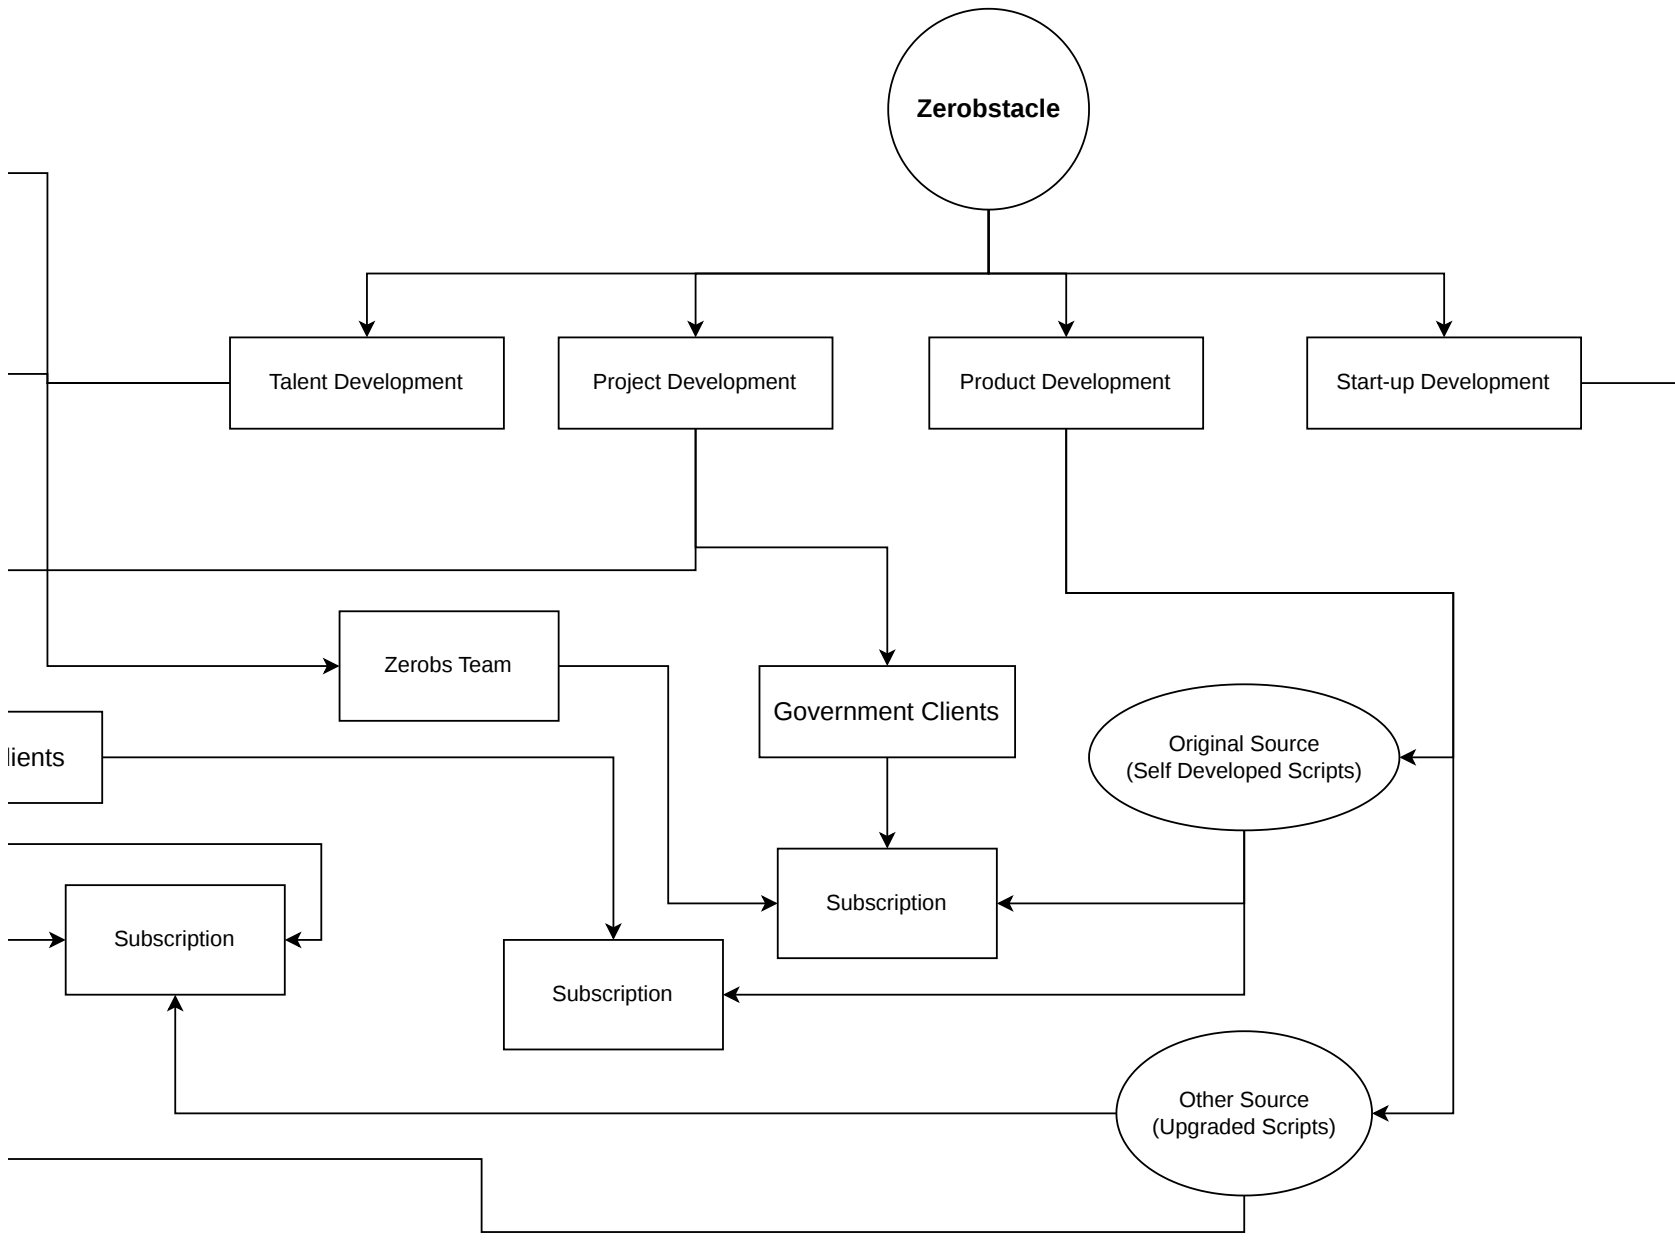 Zerobstacle
Talent Development
Project Development
Product Development
Start-up Development
Zerobs Team
Government Clients
lients
Original Source
(Self Developed Scripts)
Subscription
Subscription
Subscription
Other Source
(Upgraded Scripts)